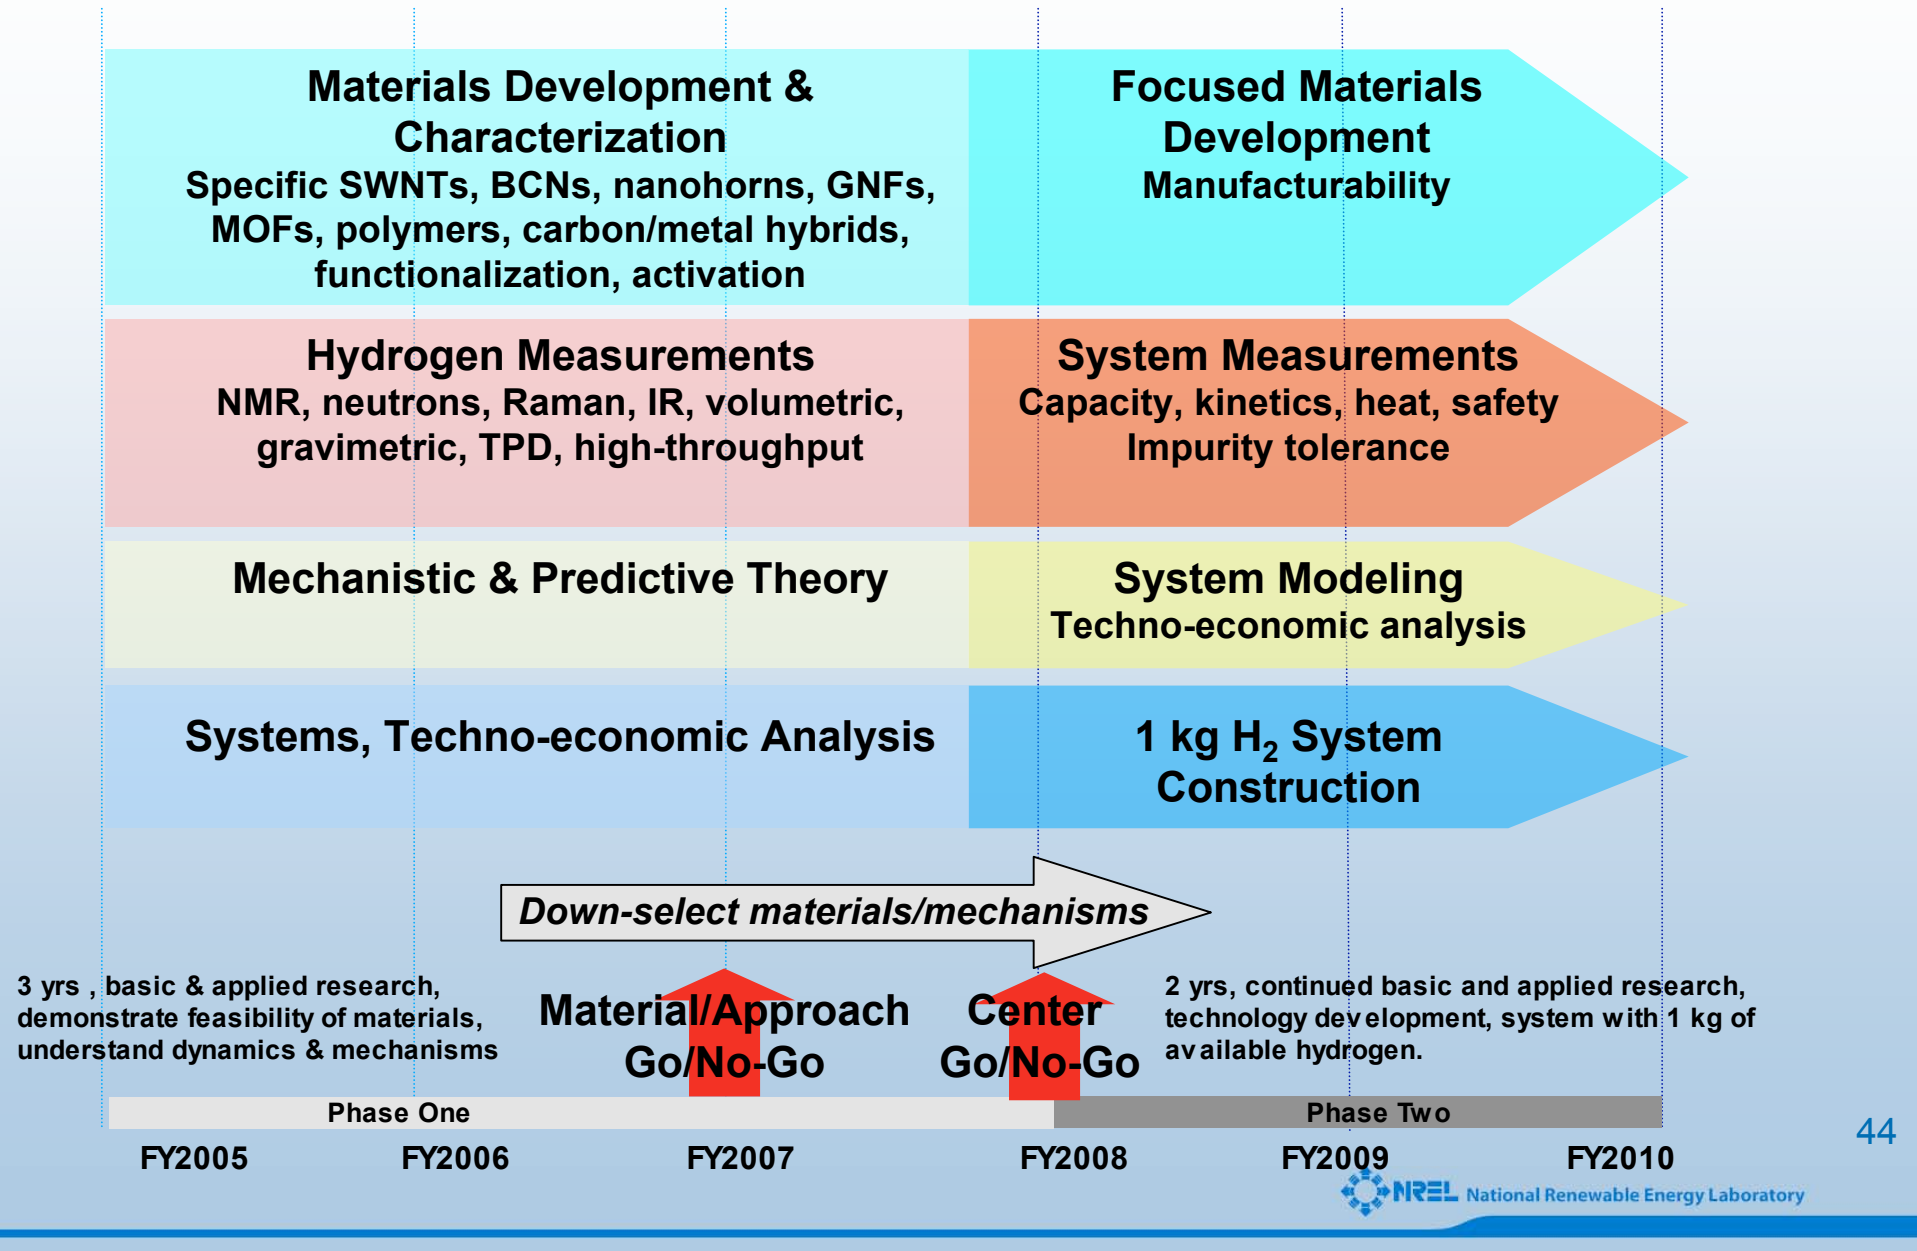 Materials Development &
Characterization
Specific SWNTs, BCNs, nanohorns, GNFs,
MOFs, polymers, carbon/metal hybrids,
functionalization, activation
Focused Materials
Development
Manufacturability
Hydrogen Measurements
NMR, neutrons, Raman, IR, volumetric,
gravimetric, TPD, high-throughput
System Measurements
Capacity, kinetics, heat, safety
Impurity tolerance
Mechanistic & Predictive Theory
System Modeling
Techno-economic analysis
Systems, Techno-economic Analysis
1 kg H₂ System
Construction
Down-select materials/mechanisms
3 yrs , basic & applied research,
demonstrate feasibility of materials,
understand dynamics & mechanisms
Material/Approach
Go/No-Go
Center
Go/No-Go
2 yrs, continued basic and applied research,
technology development, system with 1 kg of
available hydrogen.
Phase One
Phase Two
FY2005
FY2006
FY2007
FY2008
FY2009
FY2010
44
NREL National Renewable Energy Laboratory